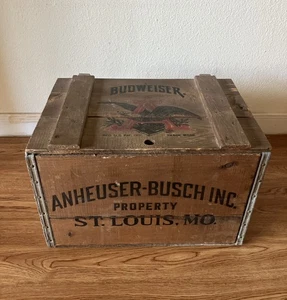 BUDWEISER.
ANHEUSER-BUSCH INC.
PROPERTY
ST. LOUIS. MO.